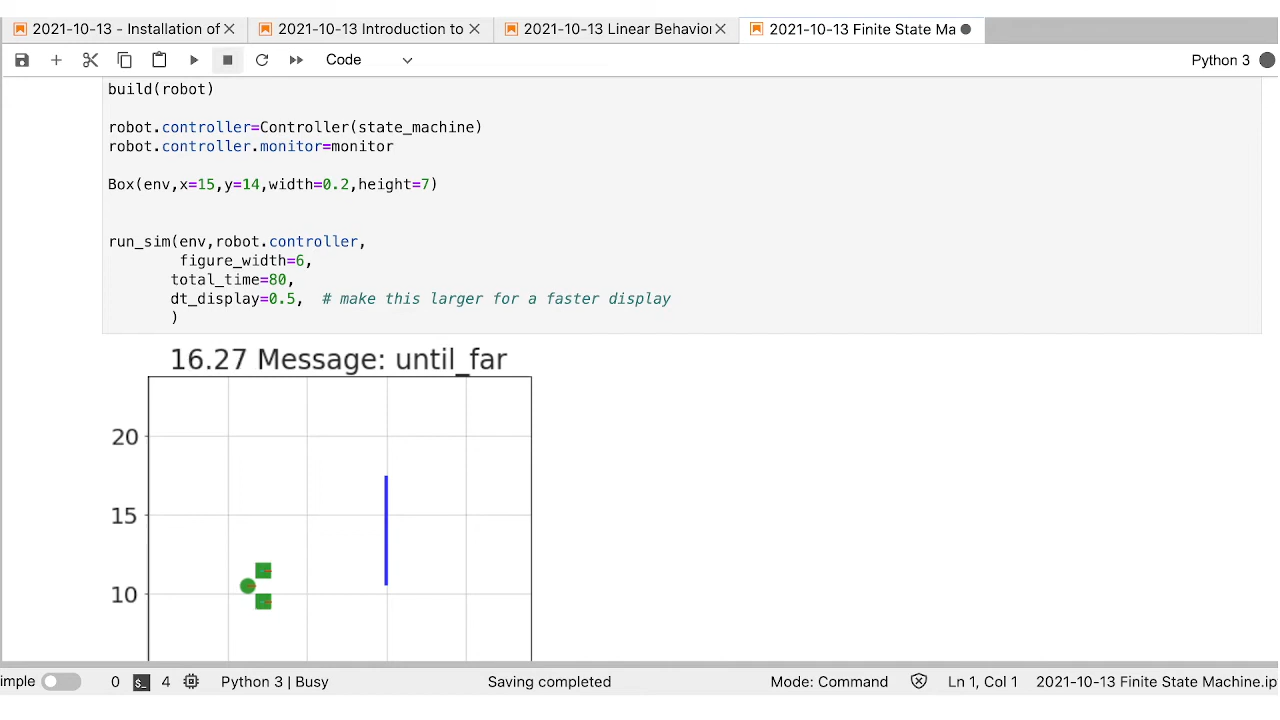 2021-10-13 - Installation of
2021-10-13 Introduction to
2021-10-13 Linear Behavior
2021-10-13 Finite State Ma
Code
Python 3
build(robot)
robot.controller=Controller(state_machine)
robot.controller.monitor=monitor
Box(env,x=15,y=14,width=0.2,height=7)
run_sim(env,robot.controller,
figure_width=6,
total_time=80,
dt_display=0.5,  # make this larger for a faster display
)
16.27 Message: until_far
20
15
10
imple
0
$_
4
Python 3 | Busy
Saving completed
Mode: Command
Ln 1, Col 1
2021-10-13 Finite State Machine.ip